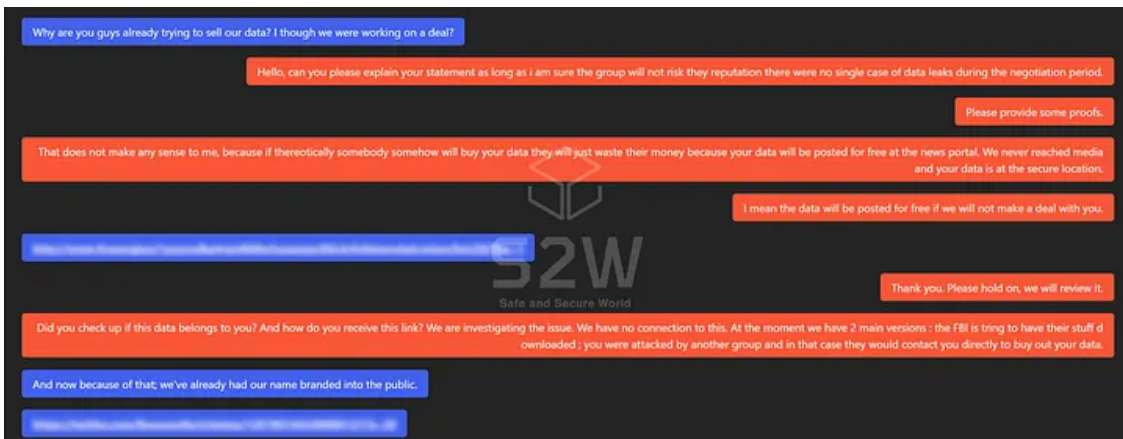 Why are you guys already trying to sell our data? I though we were working on a deal?
Hello, can you please explain your statement as long as i am sure the group will not risk they reputation there were no single case of data leaks during the negotiation period.
Please provide some proofs.
That does not make any sense to me, because if thereotically somebody somehow will buy your data they will just waste their money because your data will be posted for free at the news portal. We never reached media
and your data is at the secure location.
I mean the data will be posted for free if we will not make a deal with you.
S2W
Safe and Secure World
Thank you. Please hold on, we will review it.
Did you check up if this data belongs to you? And how do you receive this link? We are investigating the issue. We have no connection to this. At the moment we have 2 main versions : the FBI is tring to have their stuff d
ownloaded ; you were attacked by another group and in that case they would contact you directly to buy out your data.
And now because of that; we've already had our name branded into the public.